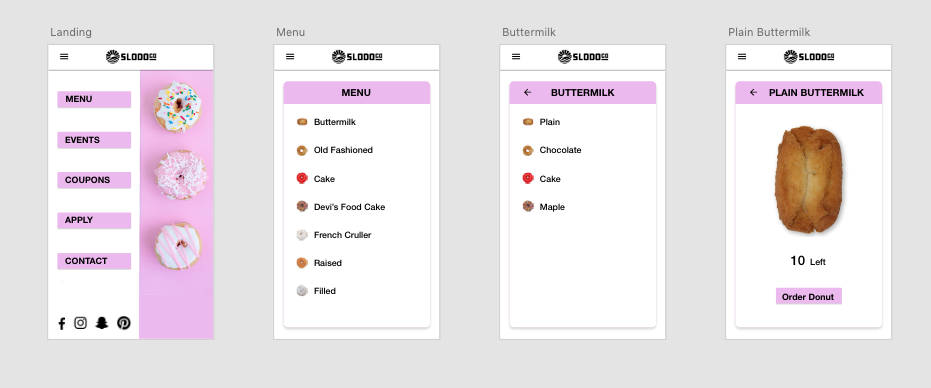 Landing
SLODOCO
MENU
EVENTS
COUPONS
APPLY
CONTACT
Menu
SLODOCO
MENU
Buttermilk
Old Fashioned
Cake
Devi's Food Cake
French Cruller
Raised
Filled
Buttermilk
SLODOCO
BUTTERMILK
Plain
Chocolate
Cake
Maple
Plain Buttermilk
SLODOCO
PLAIN BUTTERMILK
10 Left
Order Donut